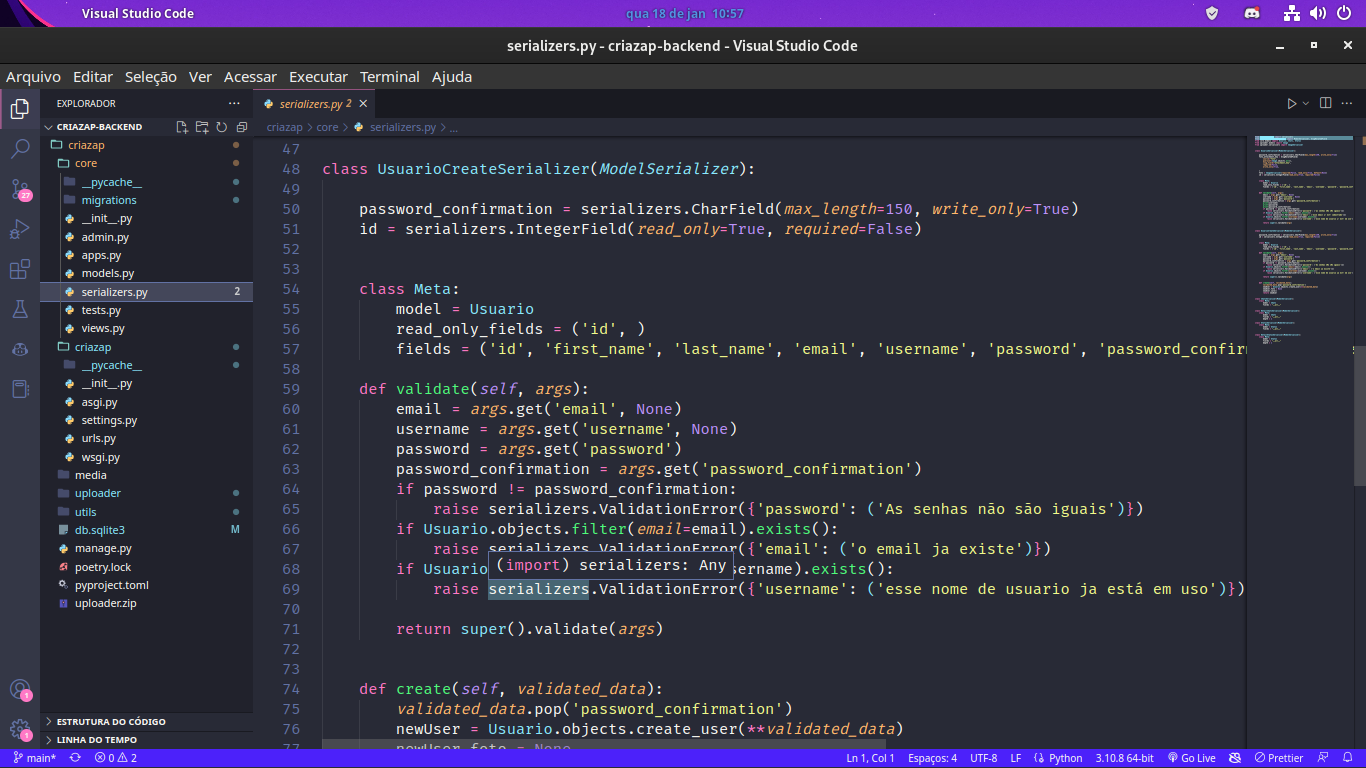 Visual Studio Code
qua 18 de jan 10:57
serializers.py - criazap-backend - Visual Studio Code
Arquivo Editar Seleção Ver Acessar Executar Terminal Ajuda
EXPLORADOR
serializers.py 2
CRIAZAP-BACKEND
criazap > core > serializers.py > ...
criazap
core
__pycache__
migrations
__init__.py
admin.py
apps.py
models.py
serializers.py 2
tests.py
views.py
criazap
__pycache__
__init__.py
asgi.py
settings.py
urls.py
wsgi.py
media
uploader
utils
db.sqlite3 M
manage.py
poetry.lock
pyproject.toml
uploader.zip
ESTRUTURA DO CÓDIGO
LINHA DO TEMPO
27
1
1
47
48 class UsuarioCreateSerializer(ModelSerializer):
49
50 password_confirmation = serializers.CharField(max_length=150, write_only=True)
51 id = serializers.IntegerField(read_only=True, required=False)
52
53
54 class Meta:
55 model = Usuario
56 read_only_fields = ('id', )
57 fields = ('id', 'first_name', 'last_name', 'email', 'username', 'password', 'password_confir
58
59 def validate(self, args):
60 email = args.get('email', None)
61 username = args.get('username', None)
62 password = args.get('password')
63 password_confirmation = args.get('password_confirmation')
64 if password != password_confirmation:
65 raise serializers.ValidationError({'password': ('As senhas não são iguais')})
66 if Usuario.objects.filter(email=email).exists():
67 raise serializers.ValidationError({'email': ('o email ja existe')})
(import) serializers: Any
68 if Usuario sername).exists():
69 raise serializers.ValidationError({'username': ('esse nome de usuario ja está em uso')})
70
71 return super().validate(args)
72
73
74 def create(self, validated_data):
75 validated_data.pop('password_confirmation')
76 newUser = Usuario.objects.create_user(**validated_data)
77 newUser.foto = None
main* 0 2 Ln 1, Col 1 Espaços: 4 UTF-8 LF Python 3.10.8 64-bit Go Live Prettier